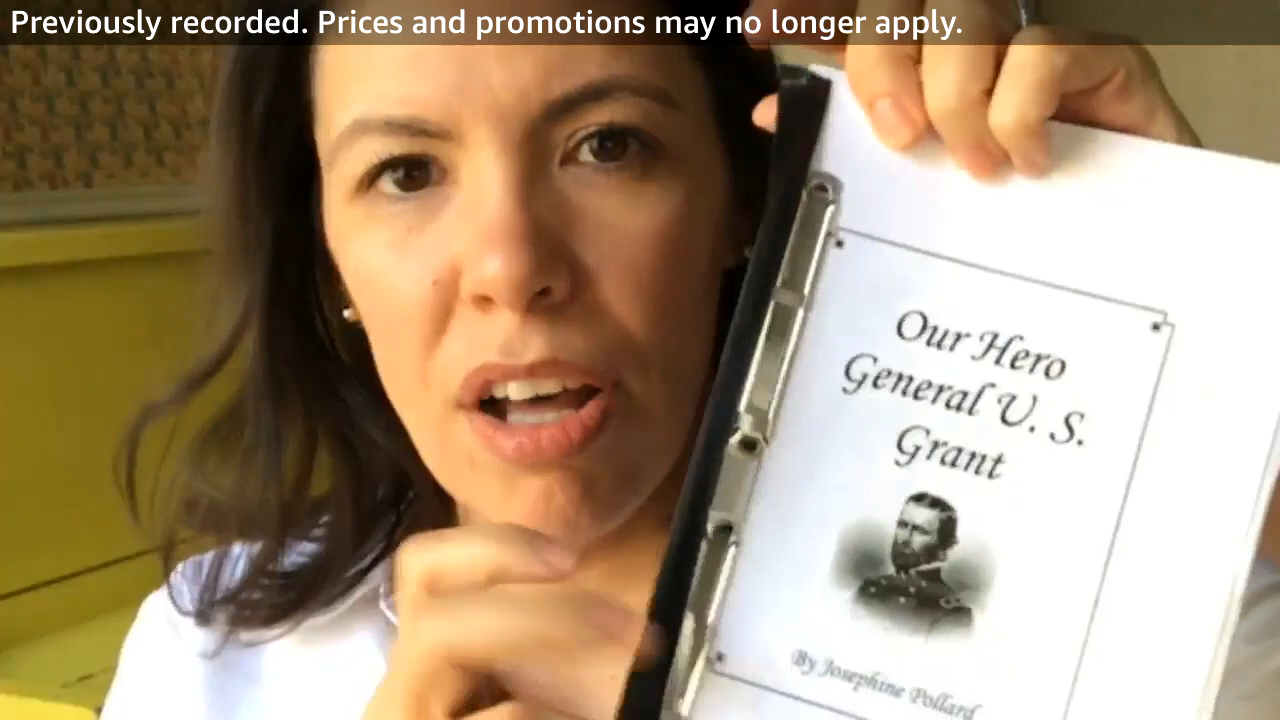 Previously recorded. Prices and promotions may no longer apply.
Our Hero
General U. S.
Grant
By Josephine Pollard